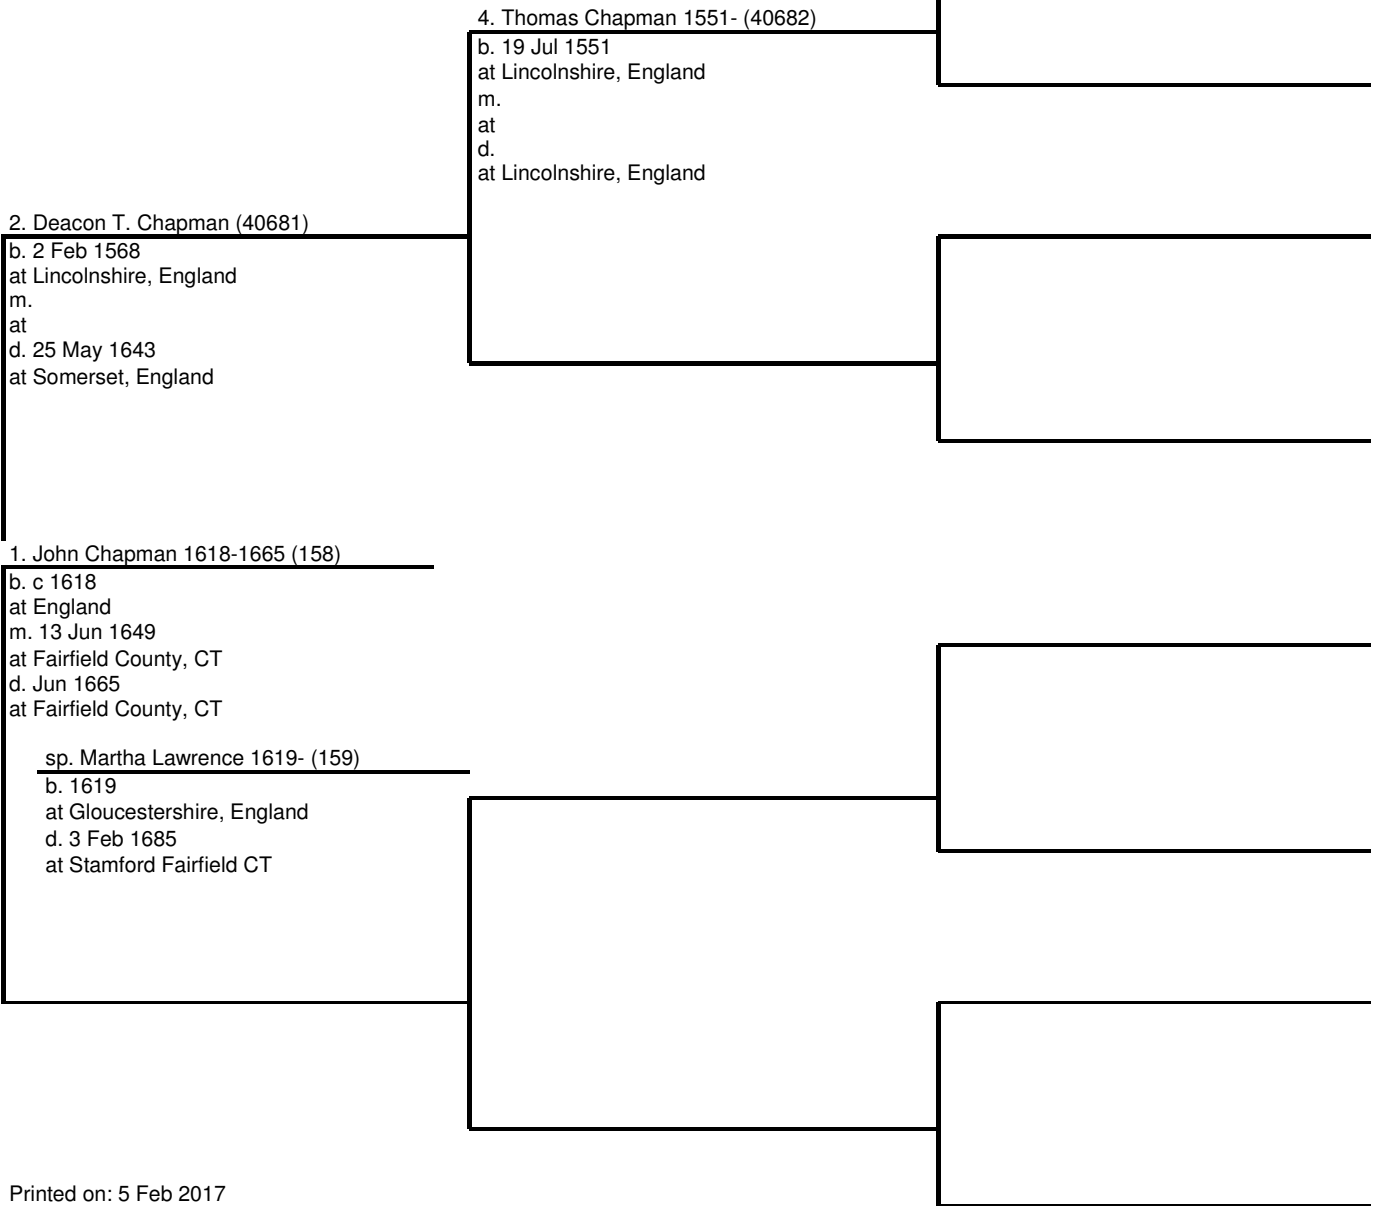 4. Thomas Chapman 1551- (40682)
b. 19 Jul 1551
at Lincolnshire, England
m.
at
d.
at Lincolnshire, England
2. Deacon T. Chapman (40681)
b. 2 Feb 1568
at Lincolnshire, England
m.
at
d. 25 May 1643
at Somerset, England
1. John Chapman 1618-1665 (158)
b. c 1618
at England
m. 13 Jun 1649
at Fairfield County, CT
d. Jun 1665
at Fairfield County, CT
sp. Martha Lawrence 1619- (159)
b. 1619
at Gloucestershire, England
d. 3 Feb 1685
at Stamford Fairfield CT
Printed on: 5 Feb 2017